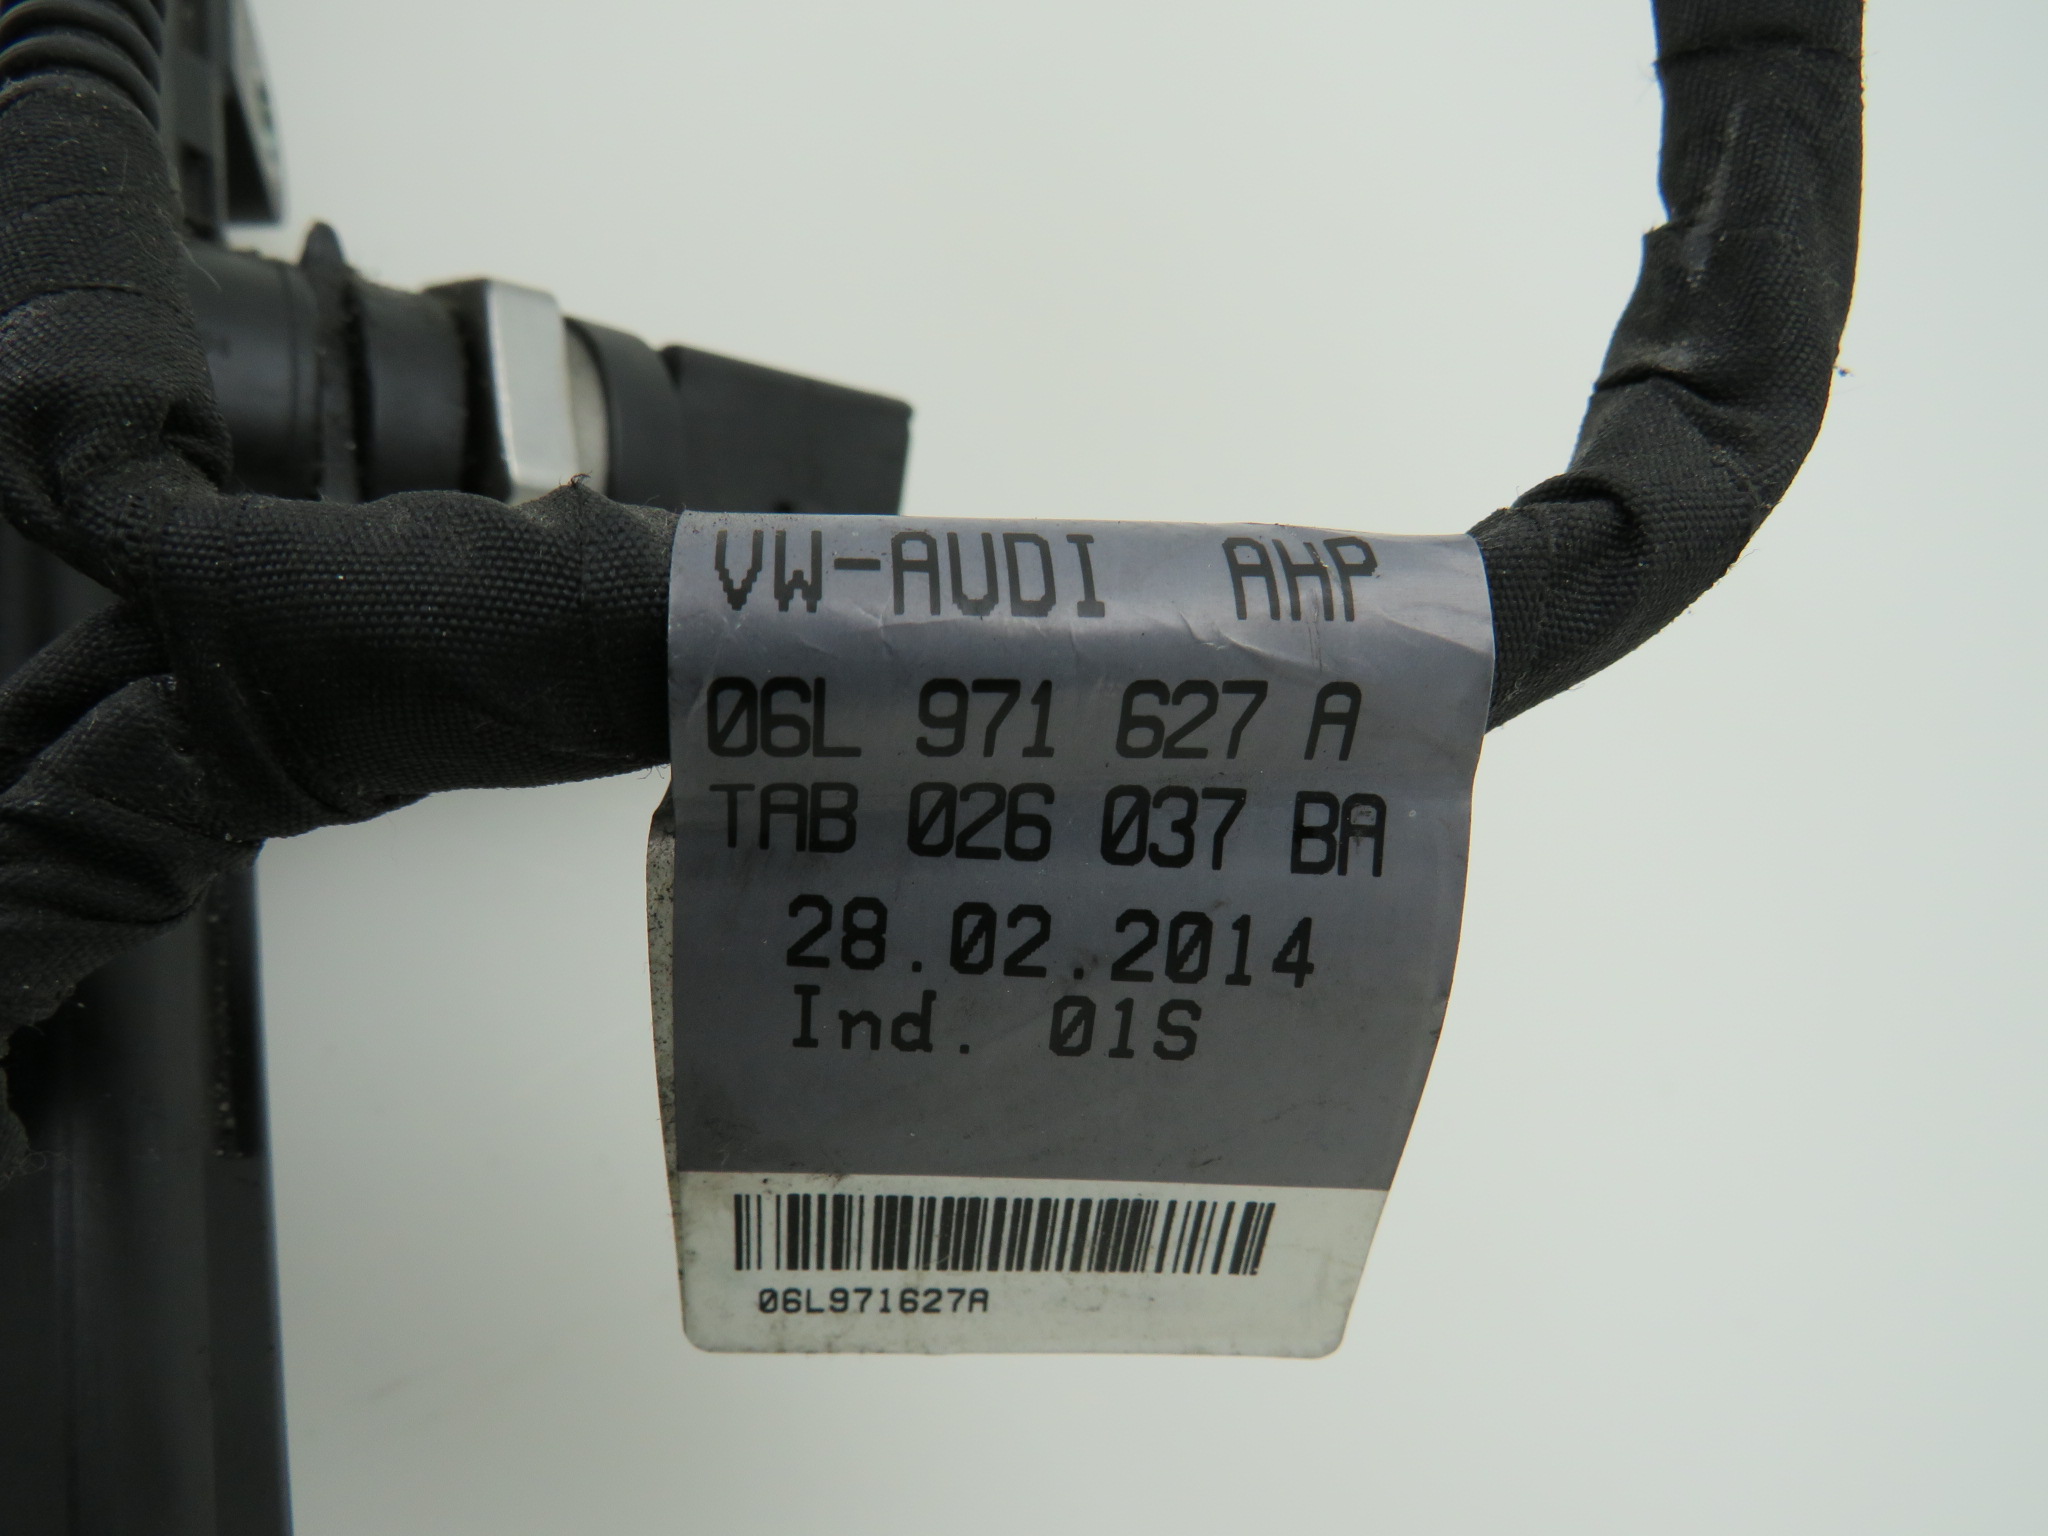 VW-AUDI AHP
06L 971 627 A
TAB 026 037 BA
28.02.2014
Ind. 01S
06L971627A